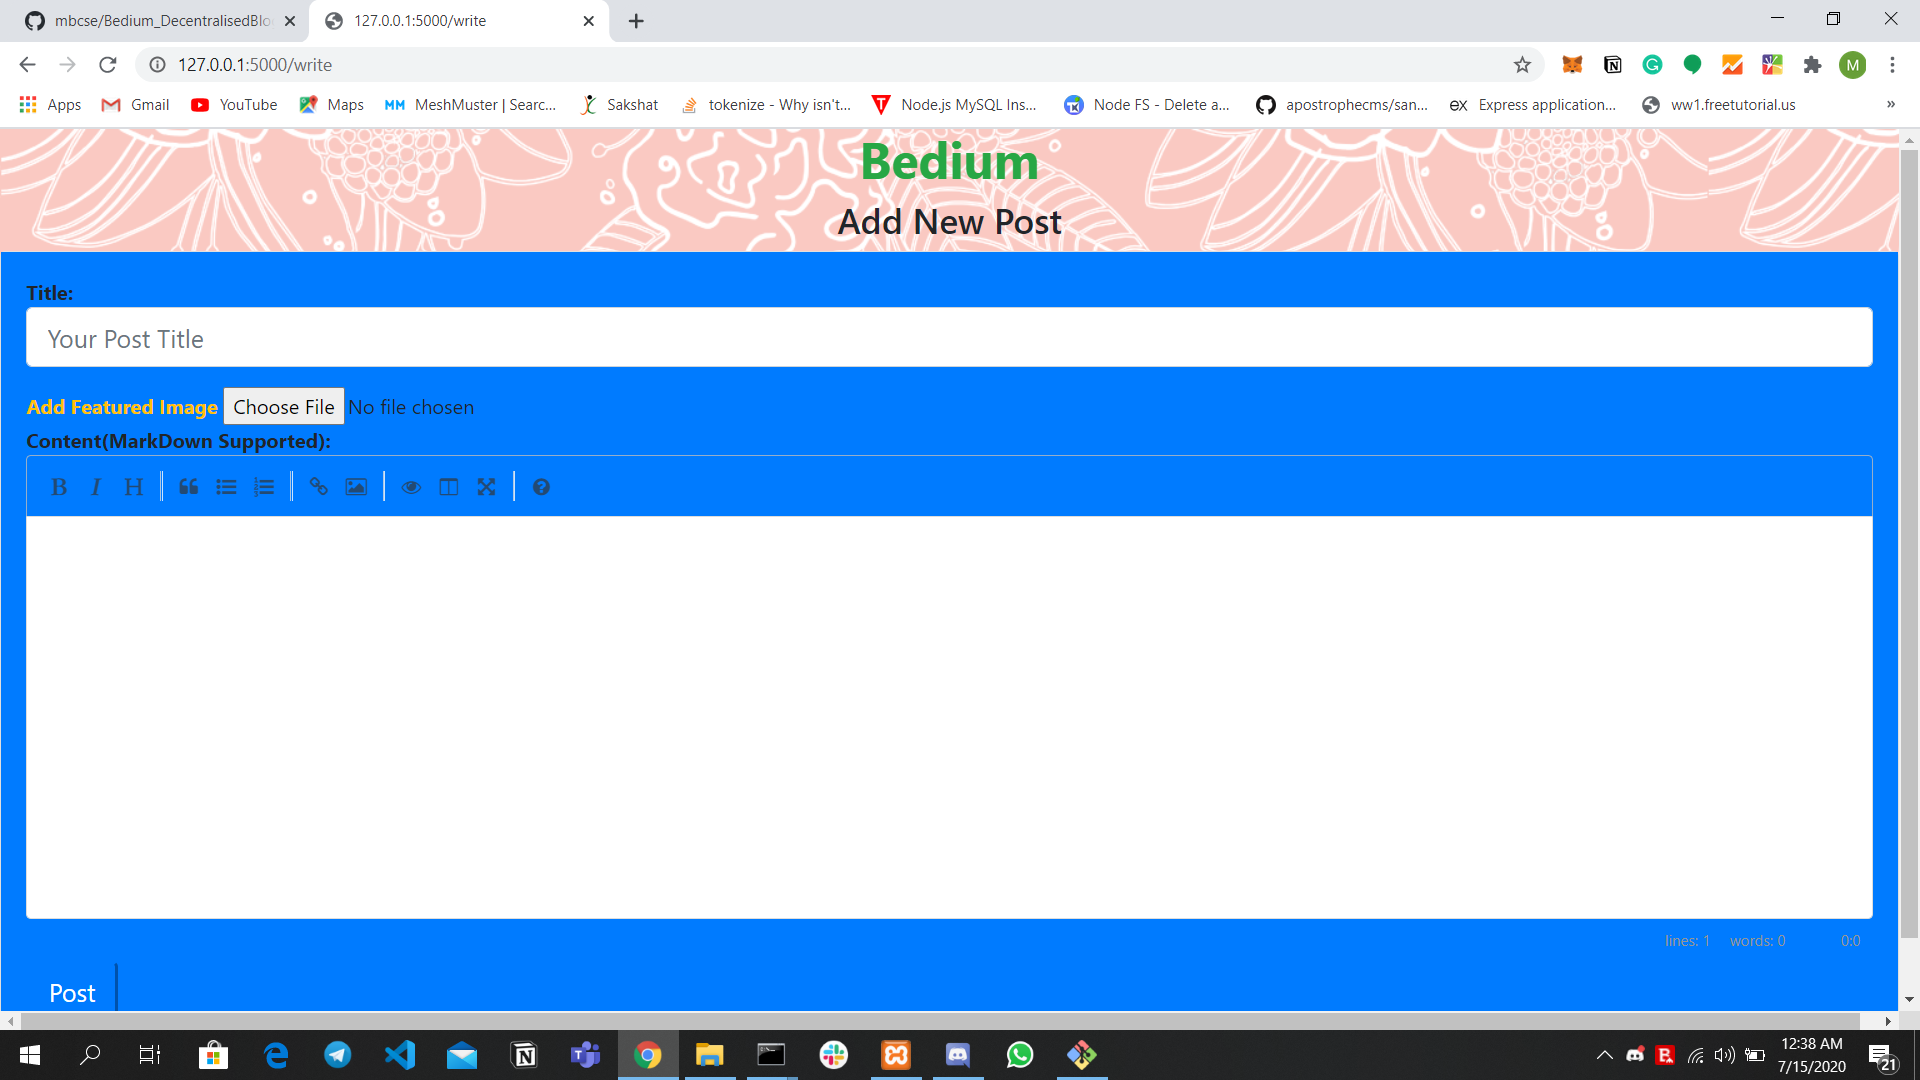 mbcse/Bedium_DecentralisedBlo
127.0.0.1:5000/write
127.0.0.1:5000/write
M
Apps
Gmail
YouTube
Maps
MM MeshMuster | Searc...
Sakshat
tokenize - Why isn't...
Node.js MySQL Ins...
Node FS - Delete a...
apostrophecms/san...
ex Express application...
ww1.freetutorial.us
»
Bedium
Add New Post
Title:
Your Post Title
Add Featured Image Choose File No file chosen
Content(MarkDown Supported):
B I H
lines: 1 words: 0 0:0
Post
12:38 AM
7/15/2020
21